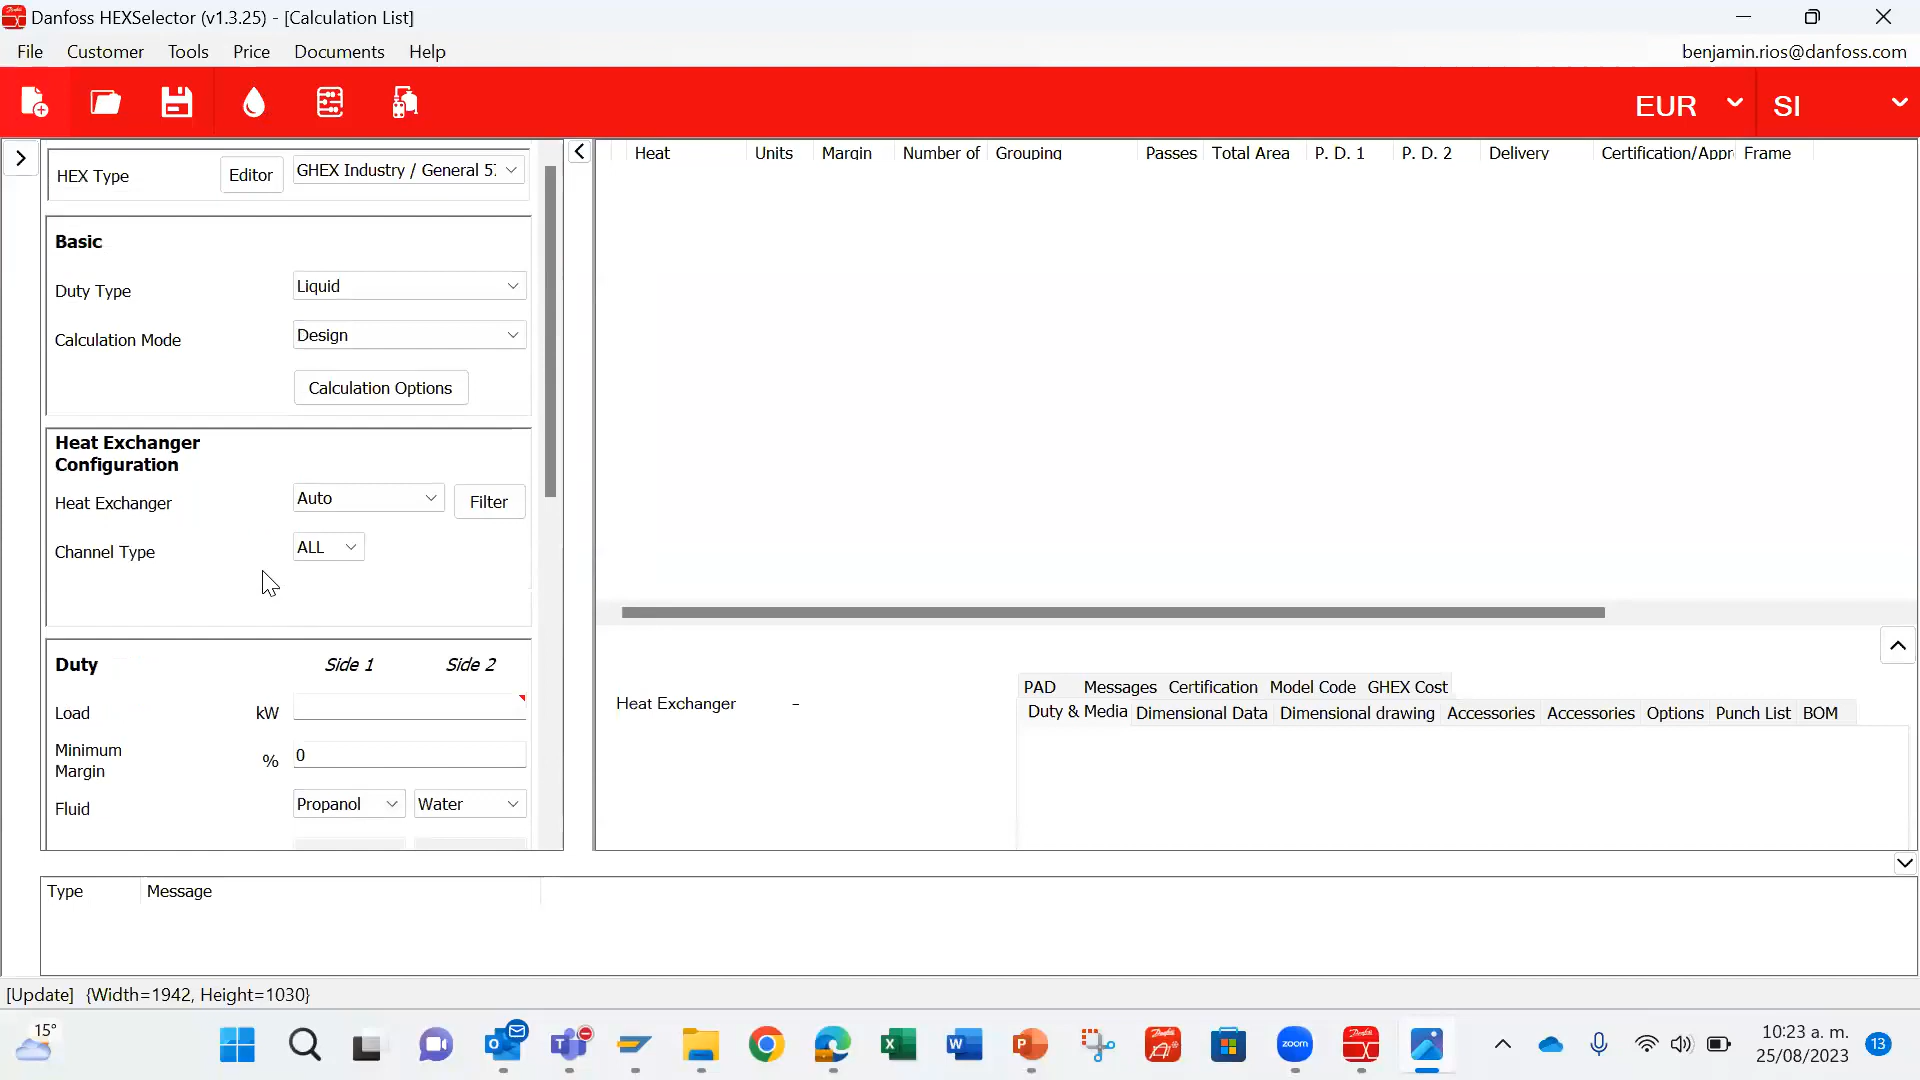 Danfoss HEXSelector (v1.3.25) - [Calculation List]
File Customer Tools Price Documents Help benjamin.rios@danfoss.com
EUR SI
HEX Type Editor GHEX Industry / General
Heat Units Margin Number of Grouping Passes Total Area P. D. 1 P. D. 2 Delivery Certification/Appr Frame
Basic
Duty Type Liquid
Calculation Mode Design
Calculation Options
Heat Exchanger
Configuration
Heat Exchanger Auto Filter
Channel Type ALL
Duty Side 1 Side 2
Load kW
Minimum
Margin % 0
Fluid Propanol Water
Heat Exchanger -
PAD Messages Certification Model Code GHEX Cost
Duty & Media Dimensional Data Dimensional drawing Accessories Accessories Options Punch List BOM
Type Message
[Update] {Width=1942, Height=1030}
15°
zoom
10:23 a. m.
25/08/2023
13